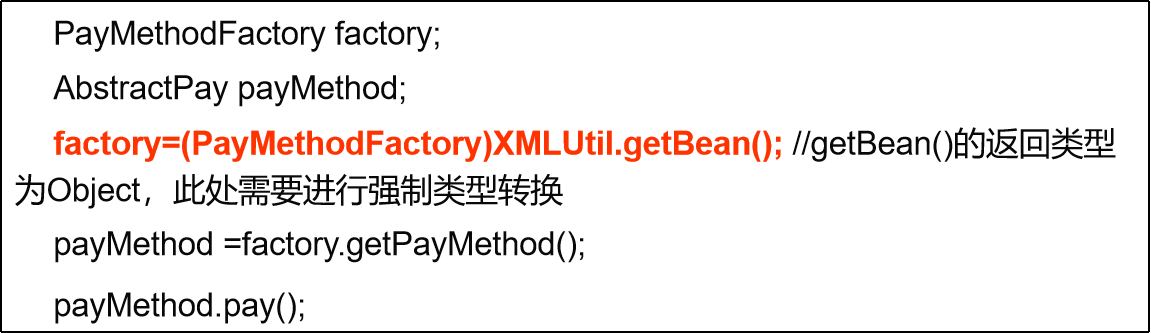 PayMethodFactory factory;
AbstractPay payMethod;
factory=(PayMethodFactory)XMLUtil.getBean(); //getBean()的返回类型
为Object，此处需要进行强制类型转换
payMethod =factory.getPayMethod();
payMethod.pay();